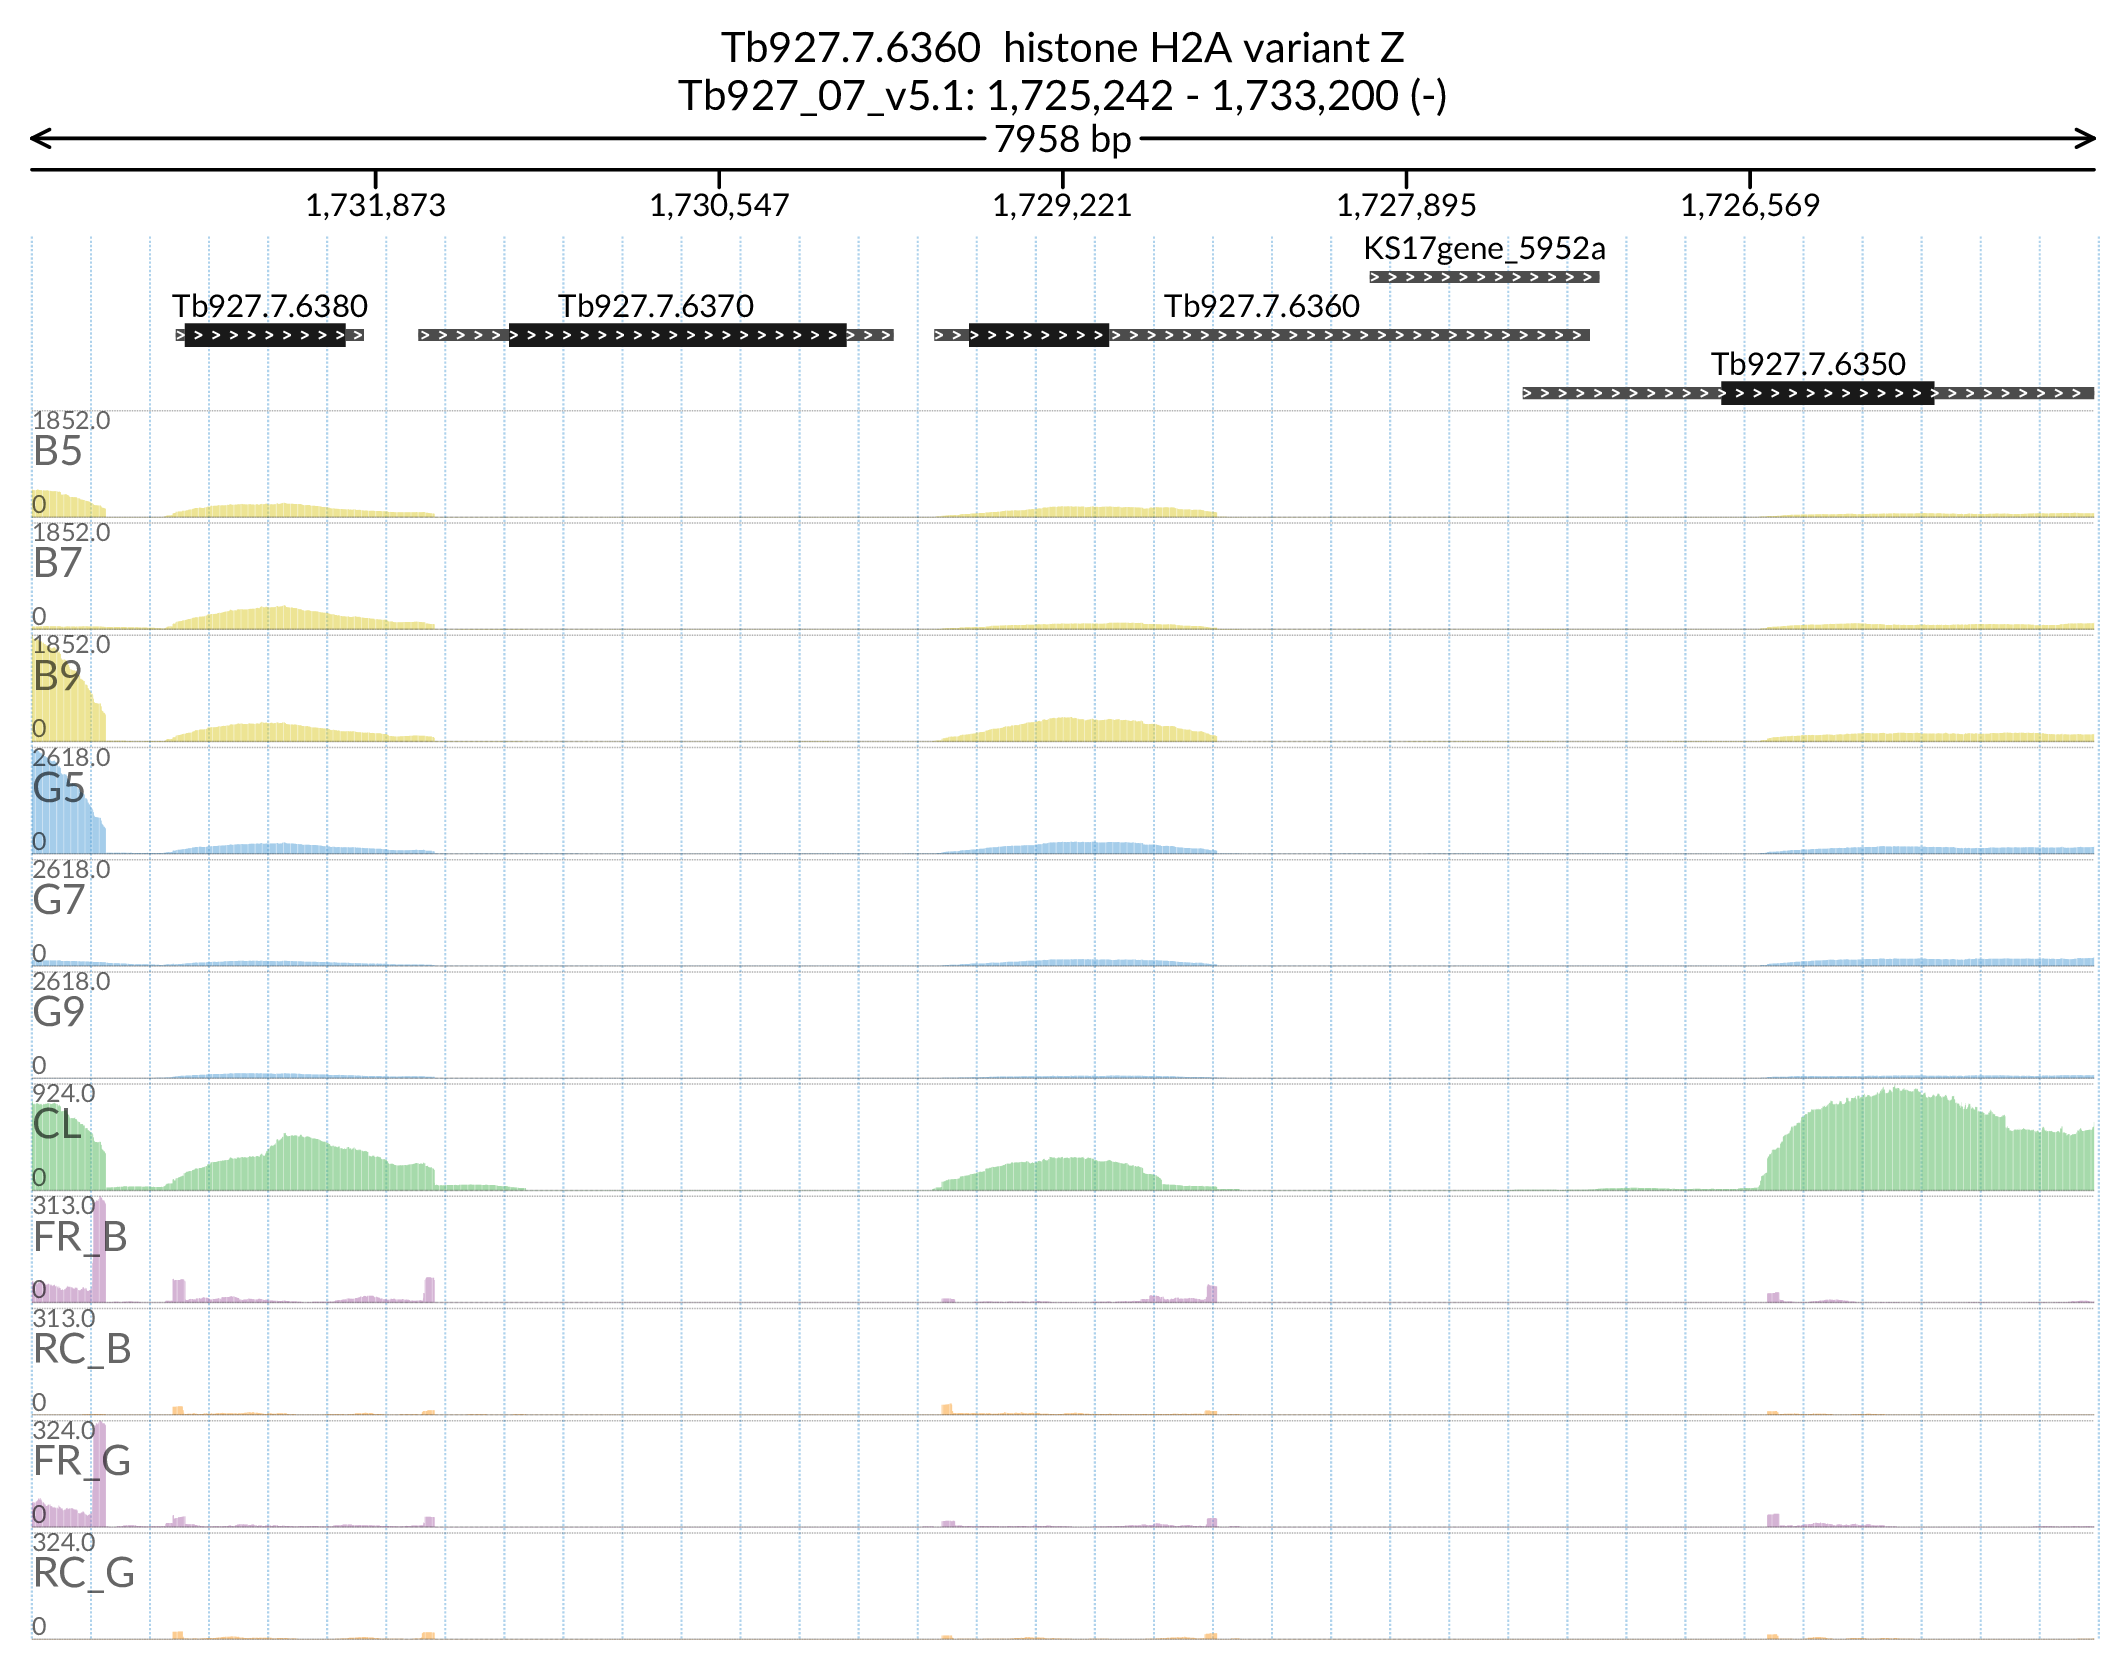 Tb927.7.6360  histone H2A variant Z
Tb927_07_v5.1: 1,725,242 - 1,733,200 (-)
7958 bp
1,731,873 1,730,547 1,729,221 1,727,895 1,726,569
KS17gene_5952a
Tb927.7.6380 Tb927.7.6370 Tb927.7.6360
Tb927.7.6350
1852.0
B5
0
1852.0
B7
0
1852.0
B9
0
2618.0
G5
0
2618.0
G7
0
2618.0
G9
0
924.0
CL
0
313.0
FR_B
0
313.0
RC_B
0
324.0
FR_G
0
324.0
RC_G
0